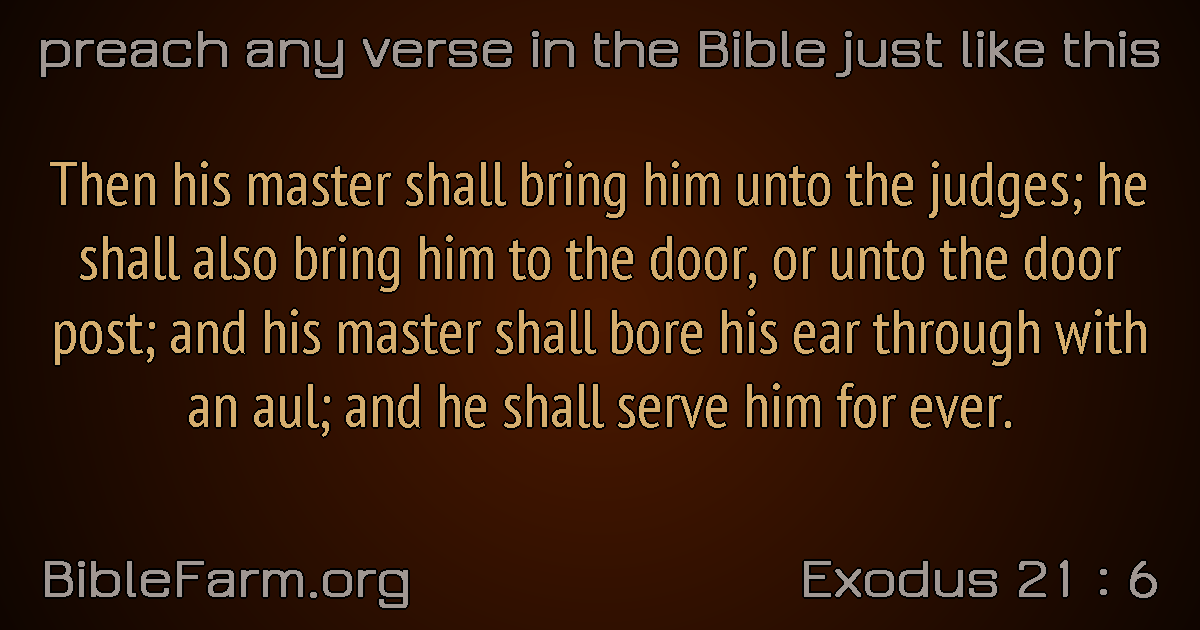 preach any verse in the Bible just like this
Then his master shall bring him unto the judges; he
shall also bring him to the door, or unto the door
post; and his master shall bore his ear through with
an aul; and he shall serve him for ever.
BibleFarm.org
Exodus 21 : 6